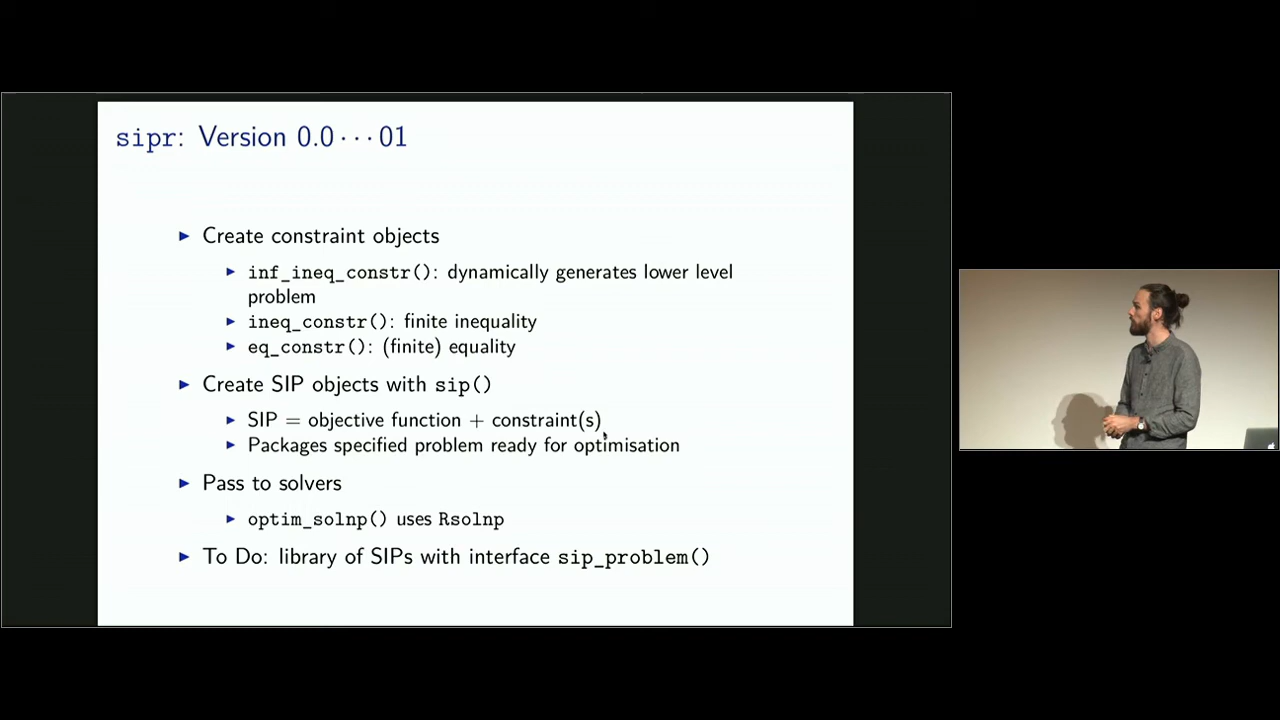 sipr: Version 0.0 ··· 01
▶ Create constraint objects
▶ inf_ineq_constr(): dynamically generates lower level
problem
▶ ineq_constr(): finite inequality
▶ eq_constr(): (finite) equality
▶ Create SIP objects with sip()
▶ SIP = objective function + constraint(s)
▶ Packages specified problem ready for optimisation
▶ Pass to solvers
▶ optim_solnp() uses Rsolnp
▶ To Do: library of SIPs with interface sip_problem()